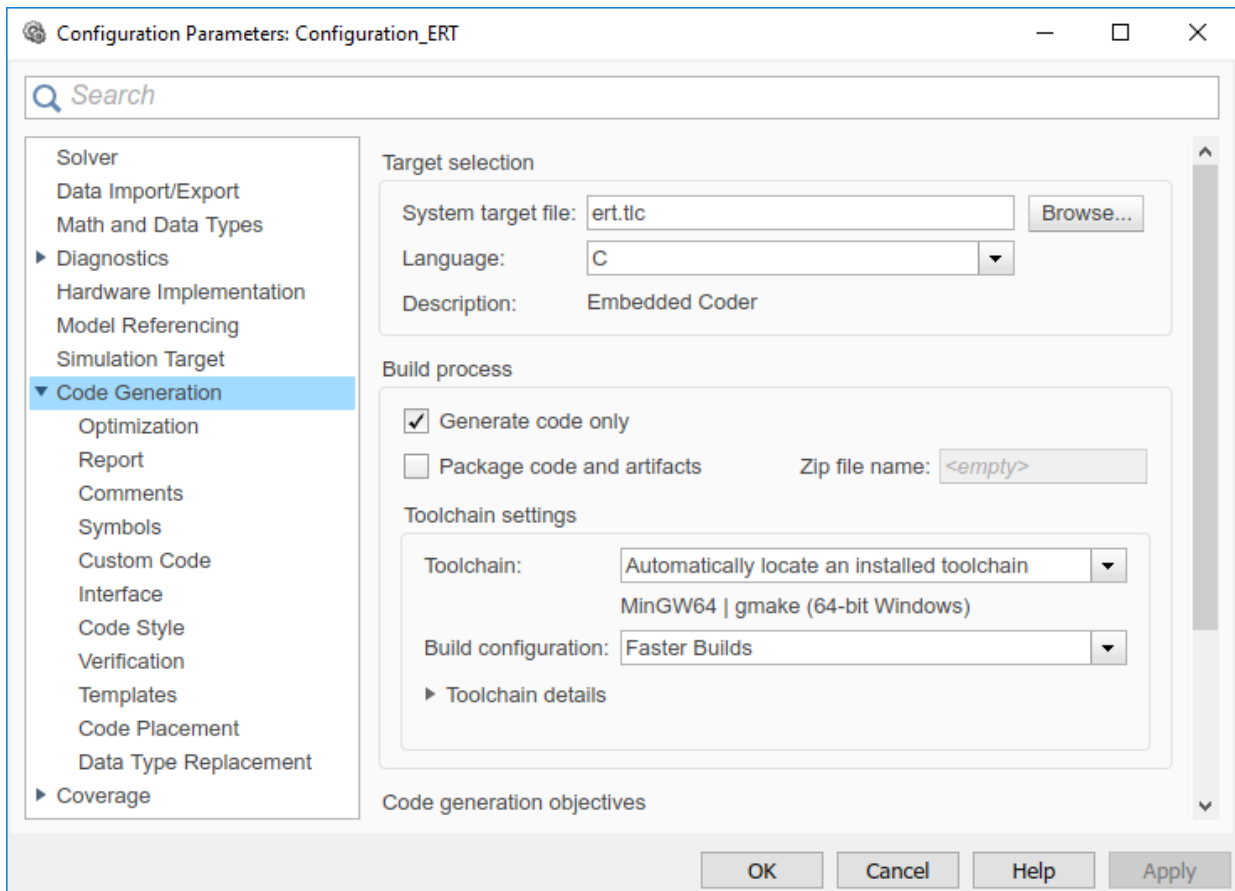 Configuration Parameters: Configuration_ERT
Search
Solver
Data Import/Export
Math and Data Types
Diagnostics
Hardware Implementation
Model Referencing
Simulation Target
Code Generation
Optimization
Report
Comments
Symbols
Custom Code
Interface
Code Style
Verification
Templates
Code Placement
Data Type Replacement
Coverage
Target selection
System target file: ert.tlc Browse...
Language: C
Description: Embedded Coder
Build process
Generate code only
Package code and artifacts Zip file name: <empty>
Toolchain settings
Toolchain: Automatically locate an installed toolchain
MinGW64 | gmake (64-bit Windows)
Build configuration: Faster Builds
Toolchain details
Code generation objectives
OK Cancel Help Apply